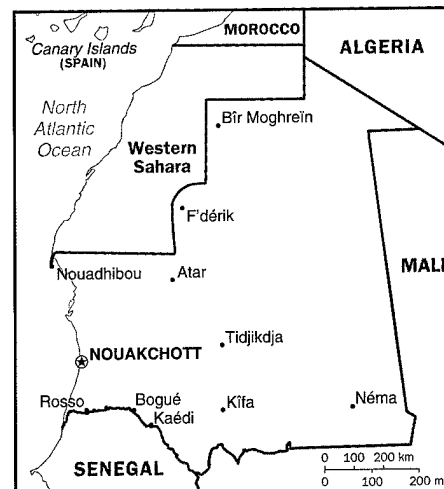 MOROCCO
Canary Islands
(SPAIN)
ALGERIA
North
Atlantic
Ocean
Bîr Moghreïn
Western
Sahara
F'dérik
Nouadhibou
Atar
MALI
Tidjikdja
NOUAKCHOTT
Rosso
Bogué
Kaédi
Kîfa
Néma
SENEGAL
0 100 200 km
0 100 200 m